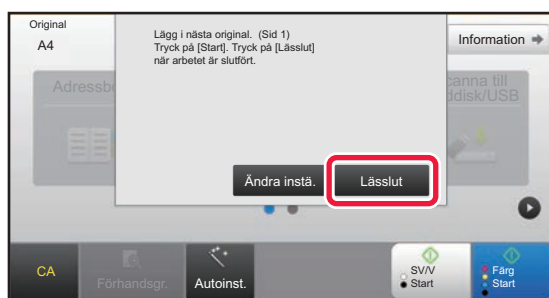 Original
A4
Lägg i nästa original. (Sid 1)
Tryck på [Start]. Tryck på [Lässlut]
när arbetet är slutfört.
Information
Adressb
canna till
ddisk/USB
Ändra instä.
Lässlut
CA
Förhandsgr.
Autoinst.
SV/V
Start
Färg
Start